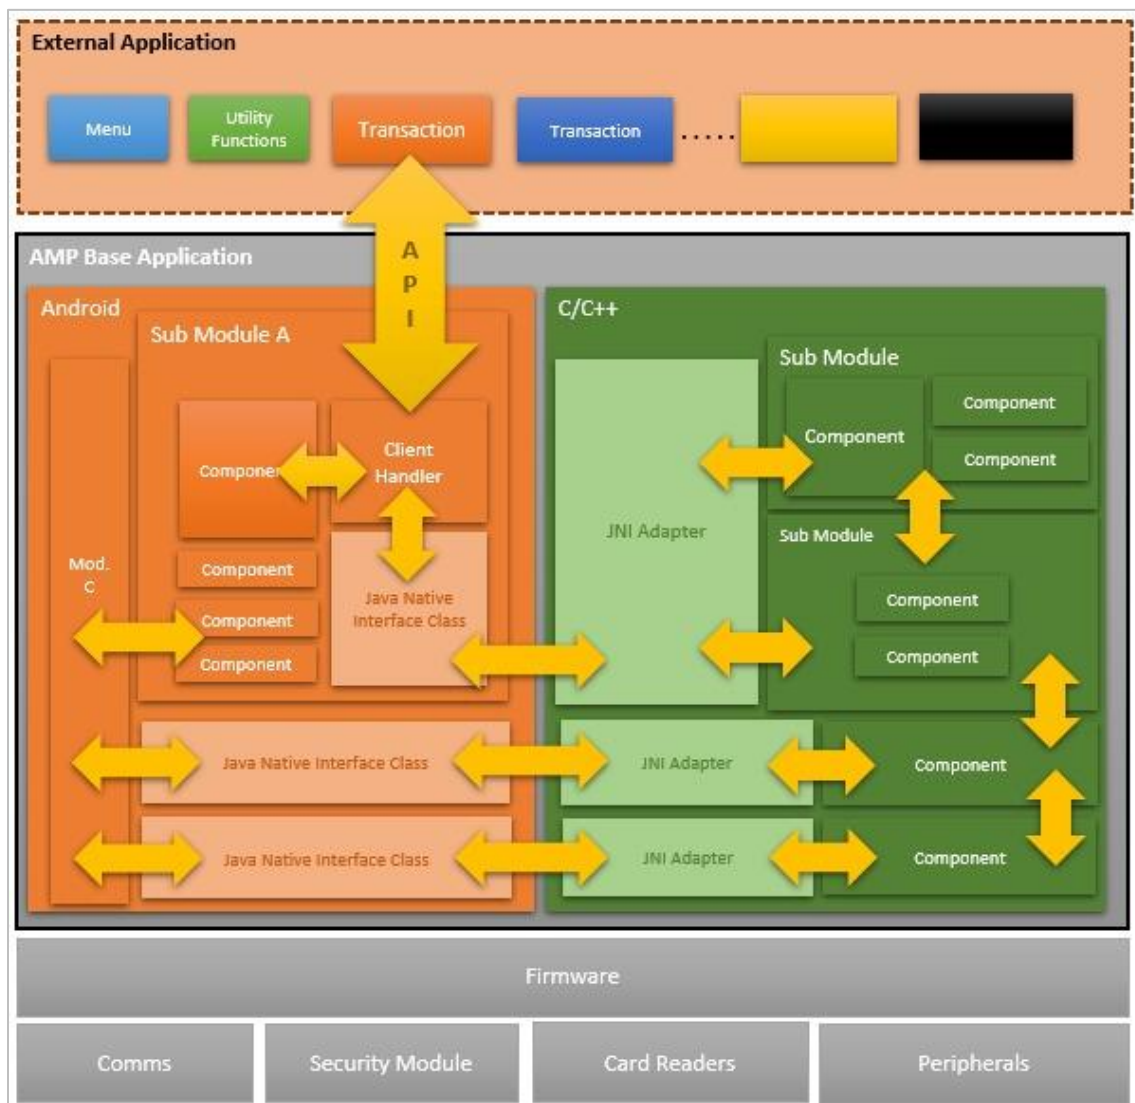 External Application
Menu
Utility
Functions
Transaction
Transaction
.....
AMP Base Application
A
P
I
Android
Sub Module A
Component
Client
Handler
Component
Component
Component
Java Native
Interface Class
Mod.
C
Java Native Interface Class
Java Native Interface Class
C/C++
JNI Adapter
Sub Module
Component
Component
Component
Sub Module
Component
Component
JNI Adapter
Component
JNI Adapter
Component
Firmware
Comms
Security Module
Card Readers
Peripherals